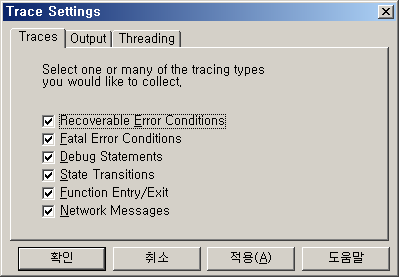 Trace Settings
Traces
Output
Threading
Select one or many of the tracing types
you would like to collect,
Recoverable Error Conditions
Fatal Error Conditions
Debug Statements
State Transitions
Function Entry/Exit
Network Messages
확인
취소
적용(A)
도움말